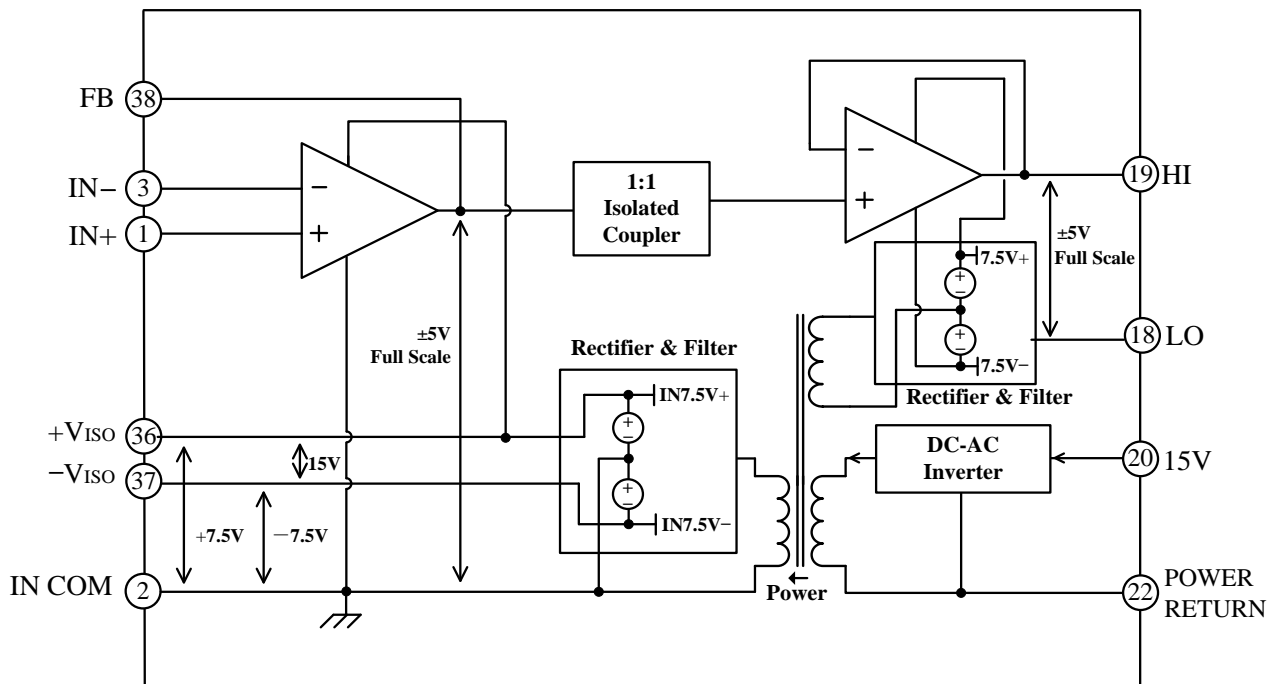 FB
38
IN−
3
IN+
1
−
+
1:1
Isolated
Coupler
−
+
19
HI
±5V
Full Scale
7.5V+
+
−
+
−
7.5V−
18
LO
Rectifier & Filter
±5V
Full Scale
Rectifier & Filter
IN7.5V+
+
−
+
−
IN7.5V−
+VISO
36
−VISO
37
15V
+7.5V
−7.5V
DC-AC
Inverter
20
15V
IN COM
2
Power
22
POWER
RETURN